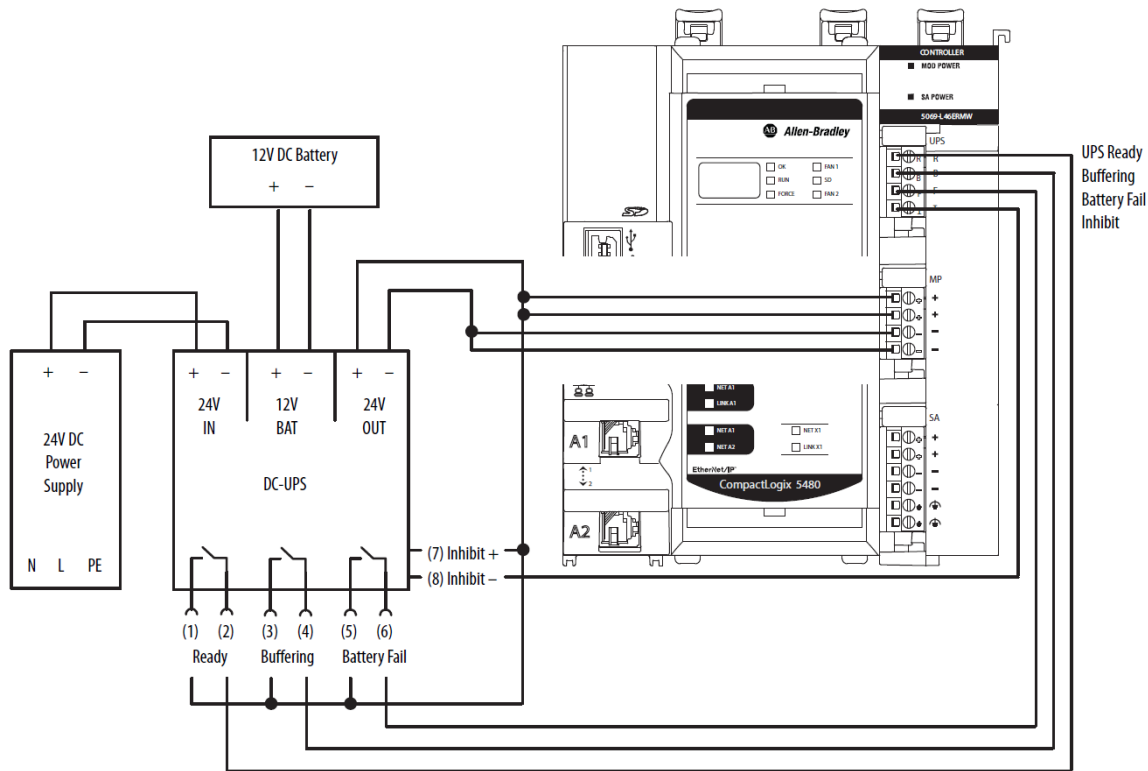 CONTROLLER
MOD POWER
SA POWER
5069-L46ERMW
AB Allen-Bradley
OK FAN 1
RUN SD
FORCE FAN 2
UPS
R R
B B
F F
I I
UPS Ready
Buffering
Battery Fail
Inhibit
12V DC Battery
+ −
MP
+
+
−
−
+ −
24V DC
Power
Supply
N L PE
+ − + − + −
24V
IN
12V
BAT
24V
OUT
DC-UPS
(7) Inhibit +
(8) Inhibit −
(1) (2) (3) (4) (5) (6)
Ready Buffering Battery Fail
NET A1
LINK A1
NET A1
NET A2
NET X1
LINK X1
EtherNet/IP
CompactLogix 5480
A1
1
2
A2
SA
+
+
−
−